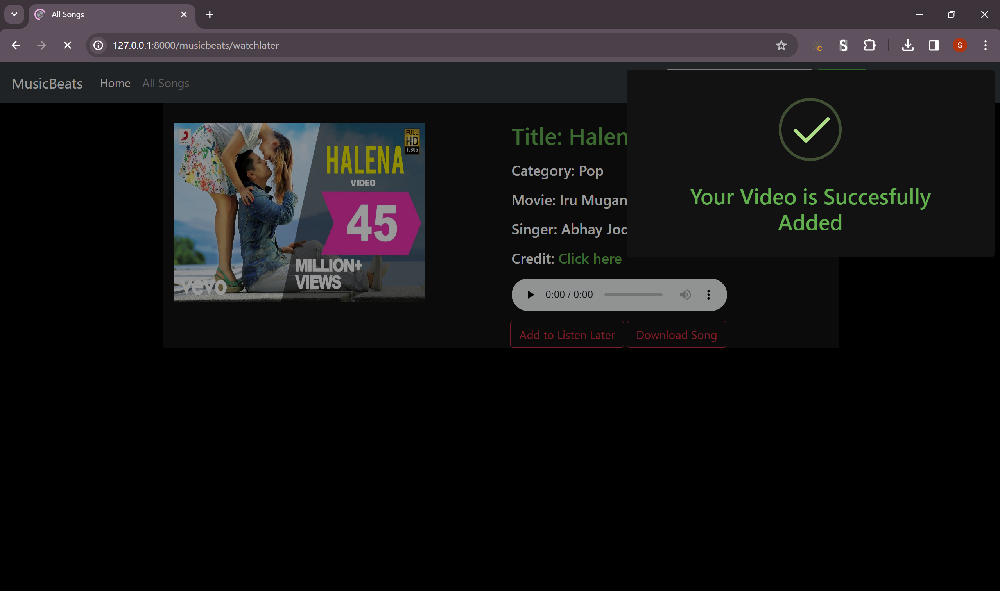 All Songs
127.0.0.1:8000/musicbeats/watchlater
S
MusicBeats Home All Songs
FULL
HD
1080p
HALENA
VIDEO
45
MILLION+
VIEWS
vevo
Title: Halen
Category: Pop
Movie: Iru Mugan
Singer: Abhay Jod
Credit: Click here
0:00 / 0:00
Add to Listen Later Download Song
Your Video is Succesfully
Added